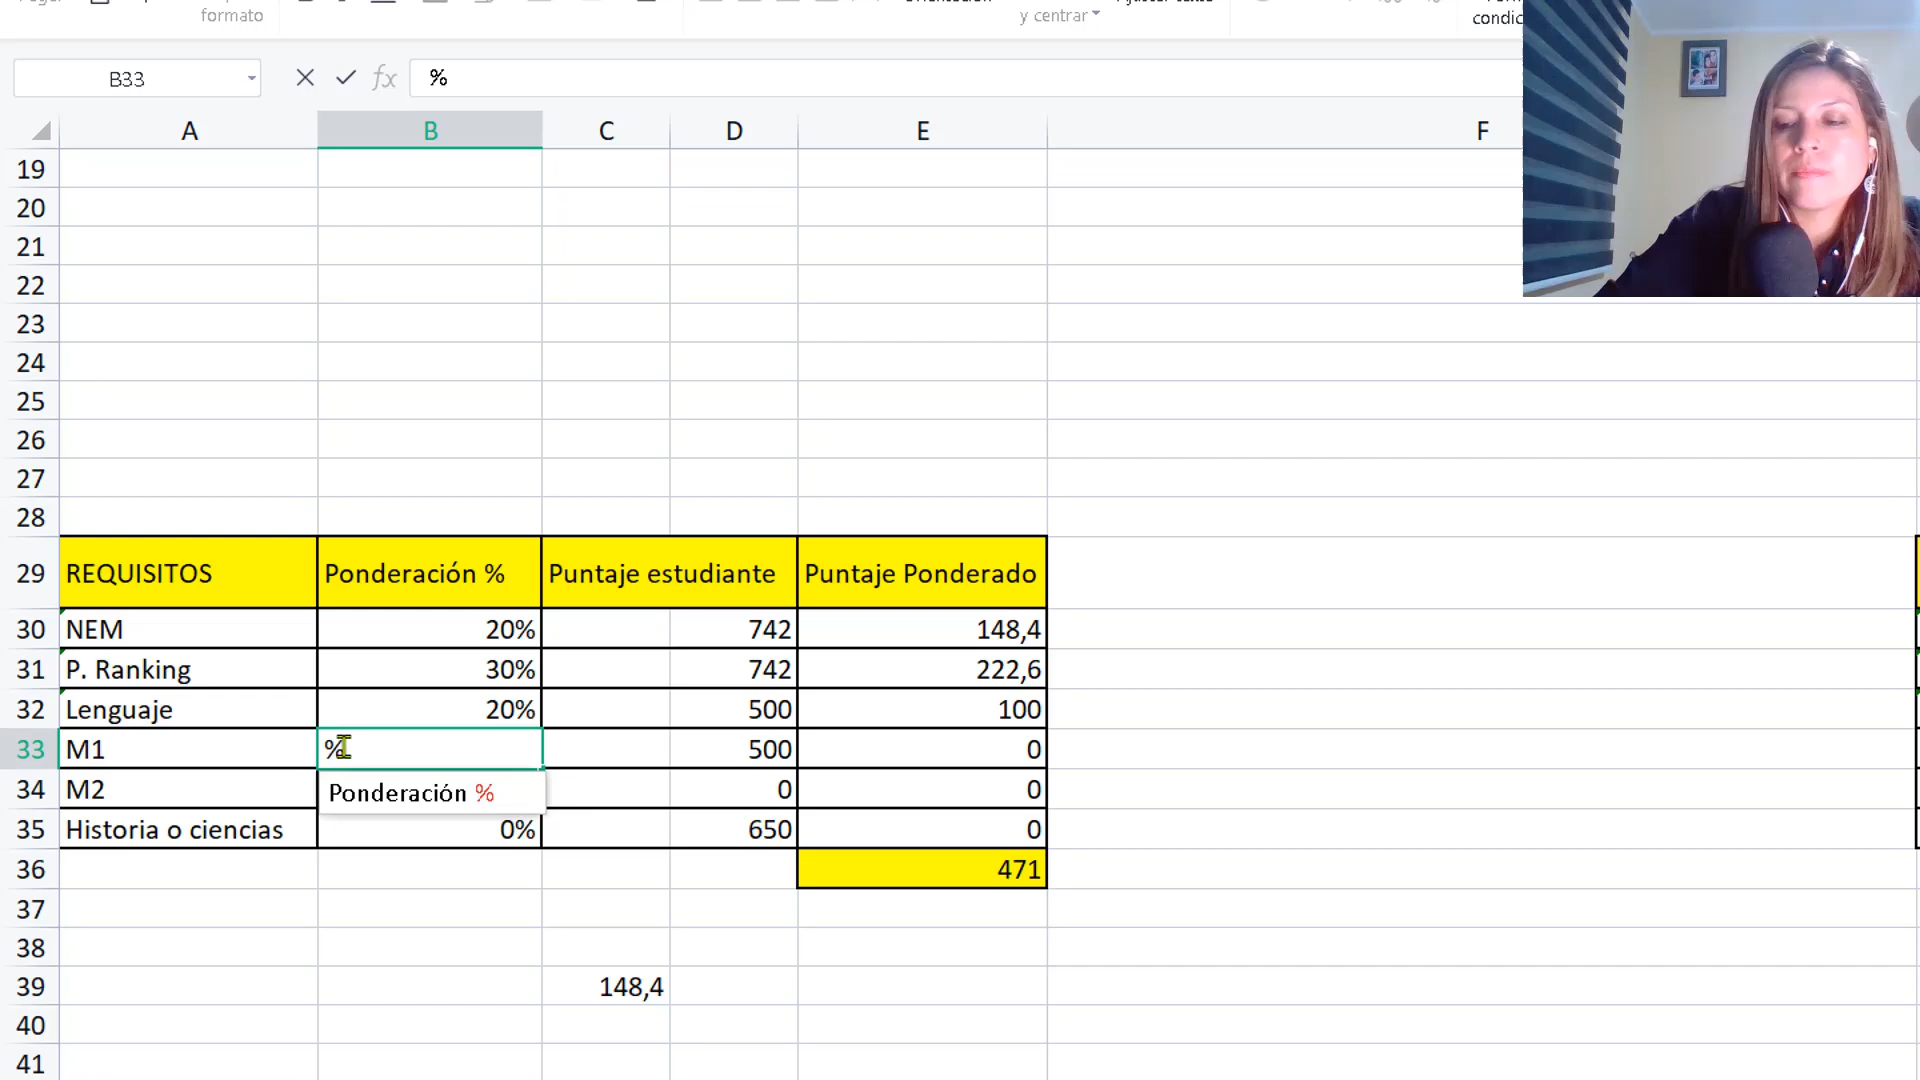 formato
y centrar
condic
B33
fx
%
A B C D E F
19
20
21
22
23
24
25
26
27
28
29 REQUISITOS Ponderación % Puntaje estudiante Puntaje Ponderado
30 NEM 20% 742 148,4
31 P. Ranking 30% 742 222,6
32 Lenguaje 20% 500 100
33 M1 % 500 0
34 M2 Ponderación % 0 0
35 Historia o ciencias 0% 650 0
36 471
37
38
39 148,4
40
41